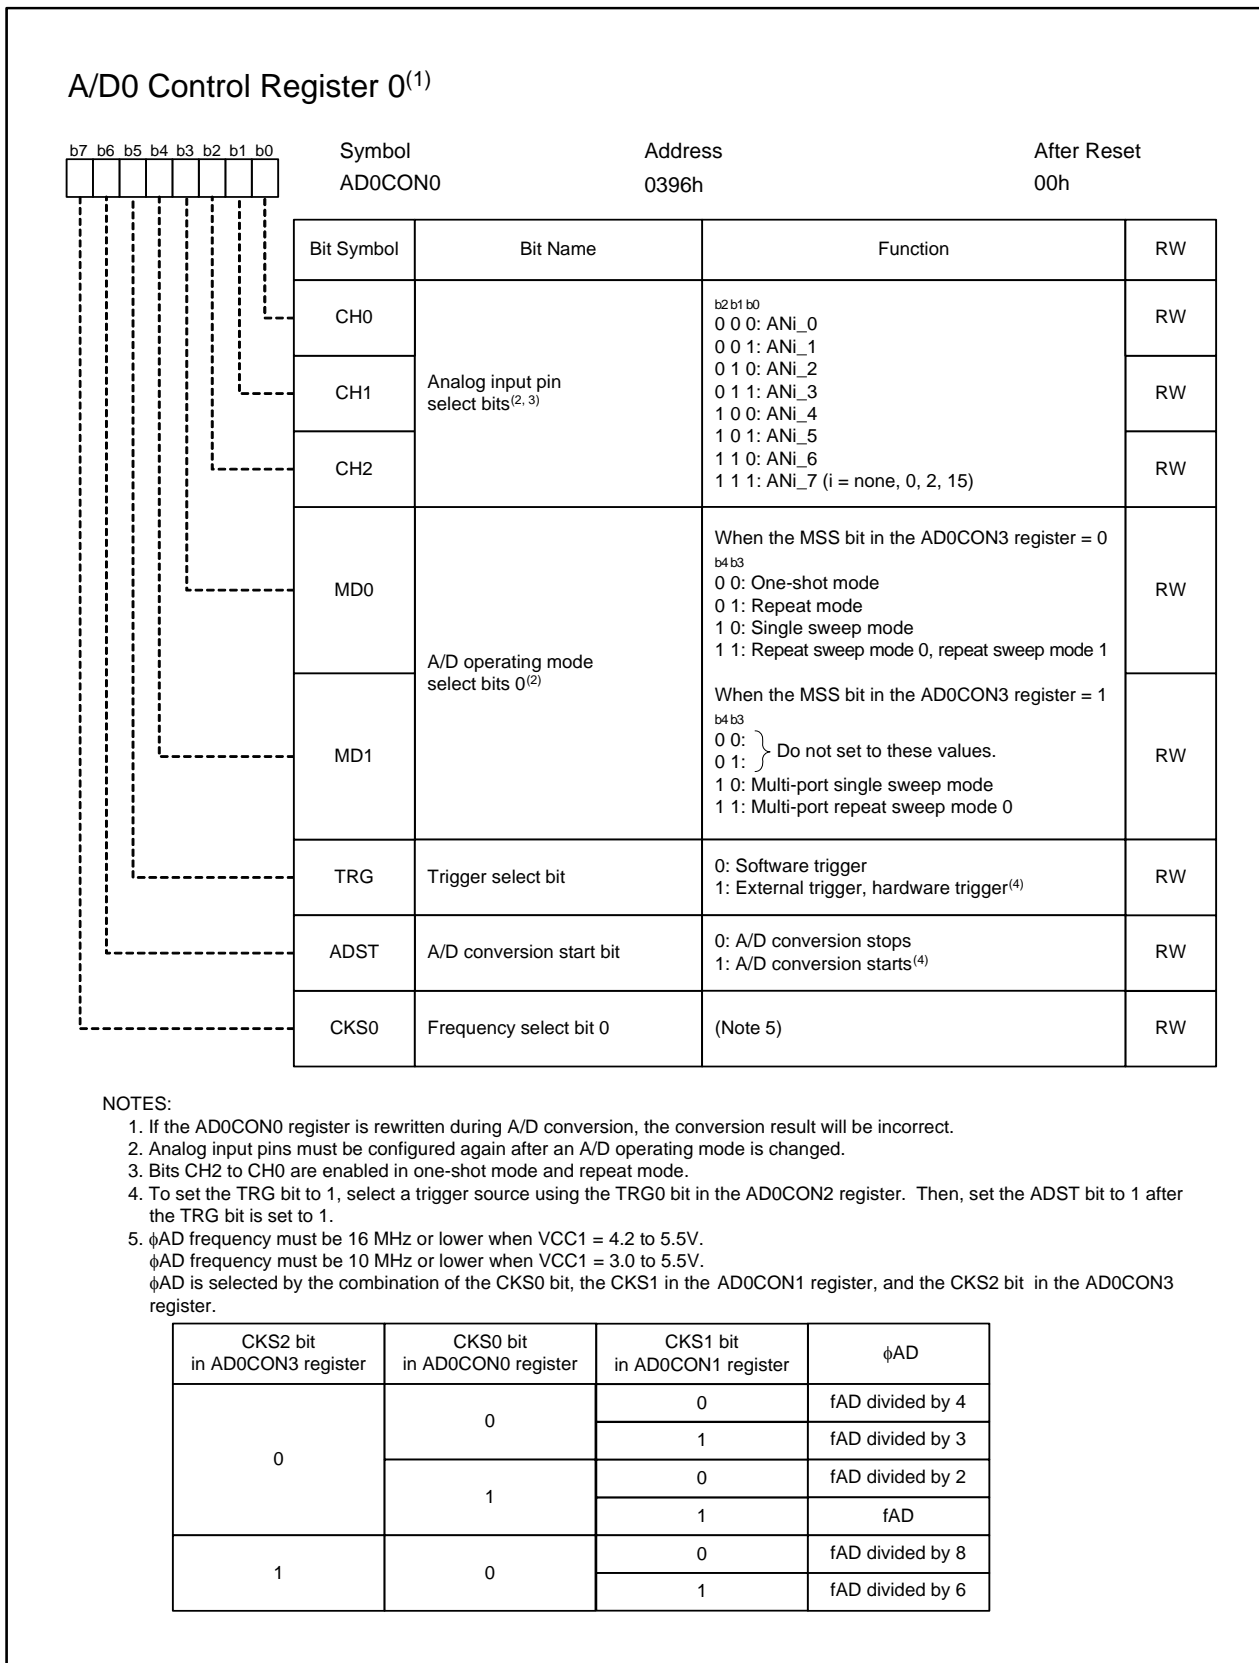 A/D0 Control Register 0(1)
b7 b6 b5 b4 b3 b2 b1 b0
Symbol Address After Reset
AD0CON0 0396h 00h
Bit Symbol Bit Name Function RW
CH0
CH1
CH2
Analog input pin
select bits(2, 3)
b2 b1 b0
0 0 0: ANi_0
0 0 1: ANi_1
0 1 0: ANi_2
0 1 1: ANi_3
1 0 0: ANi_4
1 0 1: ANi_5
1 1 0: ANi_6
1 1 1: ANi_7 (i = none, 0, 2, 15)
RW
RW
RW
MD0
MD1
A/D operating mode
select bits 0(2)
When the MSS bit in the AD0CON3 register = 0
b4 b3
0 0: One-shot mode
0 1: Repeat mode
1 0: Single sweep mode
1 1: Repeat sweep mode 0, repeat sweep mode 1
When the MSS bit in the AD0CON3 register = 1
b4 b3
0 0:
0 1:
Do not set to these values.
1 0: Multi-port single sweep mode
1 1: Multi-port repeat sweep mode 0
RW
RW
TRG Trigger select bit
0: Software trigger
1: External trigger, hardware trigger(4)
RW
ADST A/D conversion start bit
0: A/D conversion stops
1: A/D conversion starts(4)
RW
CKS0 Frequency select bit 0 (Note 5) RW
NOTES:
1. If the AD0CON0 register is rewritten during A/D conversion, the conversion result will be incorrect.
2. Analog input pins must be configured again after an A/D operating mode is changed.
3. Bits CH2 to CH0 are enabled in one-shot mode and repeat mode.
4. To set the TRG bit to 1, select a trigger source using the TRG0 bit in the AD0CON2 register. Then, set the ADST bit to 1 after
the TRG bit is set to 1.
5. ϕAD frequency must be 16 MHz or lower when VCC1 = 4.2 to 5.5V.
ϕAD frequency must be 10 MHz or lower when VCC1 = 3.0 to 5.5V.
ϕAD is selected by the combination of the CKS0 bit, the CKS1 in the AD0CON1 register, and the CKS2 bit in the AD0CON3
register.
CKS2 bit
in AD0CON3 register
CKS0 bit
in AD0CON0 register
CKS1 bit
in AD0CON1 register
ϕAD
0
0
0 fAD divided by 4
1 fAD divided by 3
1
0 fAD divided by 2
1 fAD
1
0
0 fAD divided by 8
1 fAD divided by 6